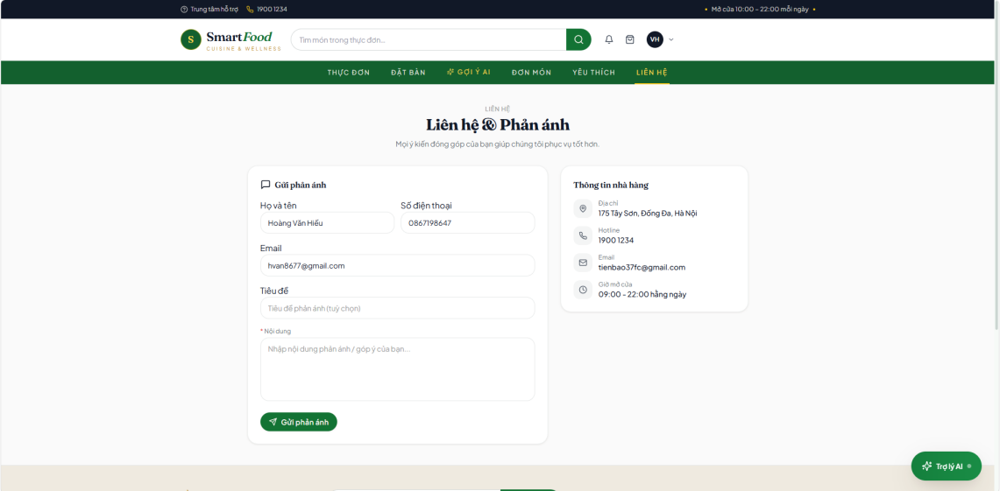 Trung tâm hỗ trợ 1900 1234
• Mở cửa 10:00 – 22:00 mỗi ngày •
S SmartFood
CUISINE & WELLNESS
Tìm món trong thực đơn...
VH
THỰC ĐƠN ĐẶT BÀN GỢI Ý AI ĐƠN MÓN YÊU THÍCH LIÊN HỆ
LIÊN HỆ
Liên hệ & Phản ánh
Mọi ý kiến đóng góp của bạn giúp chúng tôi phục vụ tốt hơn.
Gửi phản ánh
Họ và tên Số điện thoại
Hoàng Văn Hiếu 0867198647
Email
hvan8677@gmail.com
Tiêu đề
Tiêu đề phản ánh (tuỳ chọn)
* Nội dung
Nhập nội dung phản ánh / góp ý của bạn...
Gửi phản ánh
Thông tin nhà hàng
Địa chỉ
175 Tây Sơn, Đống Đa, Hà Nội
Hotline
1900 1234
Email
tienbao37fc@gmail.com
Giờ mở cửa
09:00 – 22:00 hằng ngày
Trợ lý AI